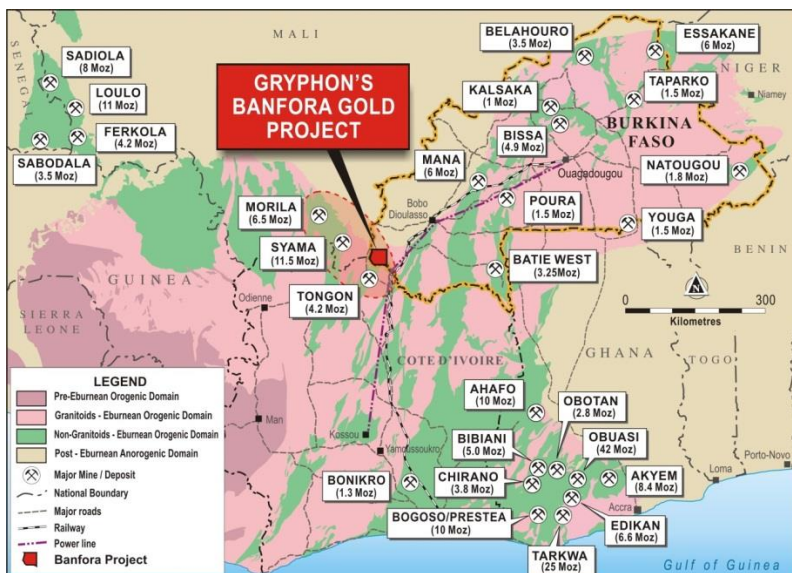 MALI
SENEGAL
SADIOLA
(8 Moz)
LOULO
(11 Moz)
FERKOLA
(4.2 Moz)
SABODALA
(3.5 Moz)
GRYPHON'S
BANFORA GOLD
PROJECT
BELAHOURO
(3.5 Moz)
ESSAKANE
(6 Moz)
NIGER
Niamey
KALSAKA
(1 Moz)
TAPARKO
(1.5 Moz)
BISSA
(4.9 Moz)
BURKINA
FASO
MANA
(6 Moz)
Ouagadougou
NATOUGOU
(1.8 Moz)
Bobo
Dioulasso
POURA
(1.5 Moz)
YOUGA
(1.5 Moz)
MORILA
(6.5 Moz)
SYAMA
(11.5 Moz)
TONGON
(4.2 Moz)
BATIE WEST
(3.25Moz)
BENIN
GUINEA
Odienne
SIERRA
LEONE
N
0 300
Kilometres
COTE D'IVOIRE
GHANA
TOGO
LEGEND
Pre-Eburnean Orogenic Domain
Granitoids - Eburnean Orogenic Domain
Non-Granitoids - Eburnean Orogenic Domain
Post - Eburnean Anorogenic Domain
Major Mine / Deposit
National Boundary
Major roads
Railway
Power line
Banfora Project
Man
Kossou
Yamoussoukro
BONIKRO
(1.3 Moz)
AHAFO
(10 Moz)
OBOTAN
(2.8 Moz)
BIBIANI
(5.0 Moz)
OBUASI
(42 Moz)
CHIRANO
(3.8 Moz)
AKYEM
(8.4 Moz)
BOGOSO/PRESTEA
(10 Moz)
EDIKAN
(6.6 Moz)
TARKWA
(25 Moz)
Accra
Loma
Porto-Novo
Gulf of Guinea